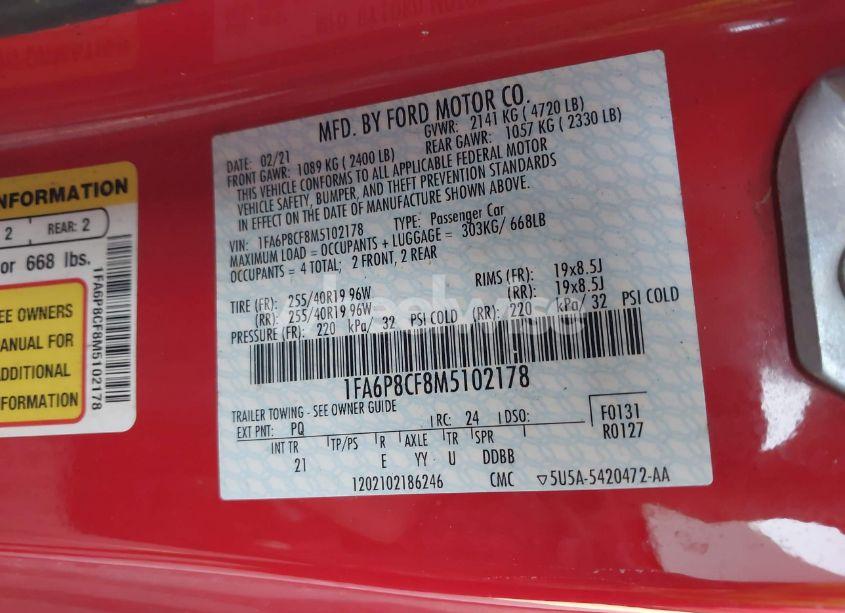 MFD. BY FORD MOTOR CO.
DATE: 02/21 GVWR: 2141 KG ( 4720 LB)
FRONT GAWR: 1089 KG ( 2400 LB) REAR GAWR: 1057 KG ( 2330 LB)
THIS VEHICLE CONFORMS TO ALL APPLICABLE FEDERAL MOTOR
VEHICLE SAFETY, BUMPER, AND THEFT PREVENTION STANDARDS
IN EFFECT ON THE DATE OF MANUFACTURE SHOWN ABOVE.
VIN: 1FA6P8CF8M5102178 TYPE: Passenger Car
MAXIMUM LOAD = OCCUPANTS + LUGGAGE = 303KG/ 668LB
OCCUPANTS = 4 TOTAL; 2 FRONT, 2 REAR
TIRE (FR): 255/40R19 96W RIMS (FR): 19x8.5J
(RR): 255/40R19 96W (RR): 19x8.5J
PRESSURE (FR): 220 kPa/ 32 PSI COLD (RR): 220 kPa/ 32 PSI COLD
1FA6P8CF8M5102178
TRAILER TOWING - SEE OWNER GUIDE
EXT PNT: PQ RC: 24 DSO: F0131
R0127
INT TR TP/PS R AXLE TR SPR
21 E YY U DDBB
1202102186246 CMC ▽5U5A-5420472-AA
INFORMATION
2 REAR: 2
or 668 lbs.
SEE OWNERS
MANUAL FOR
ADDITIONAL
INFORMATION
1FA6P8CF8M5102178